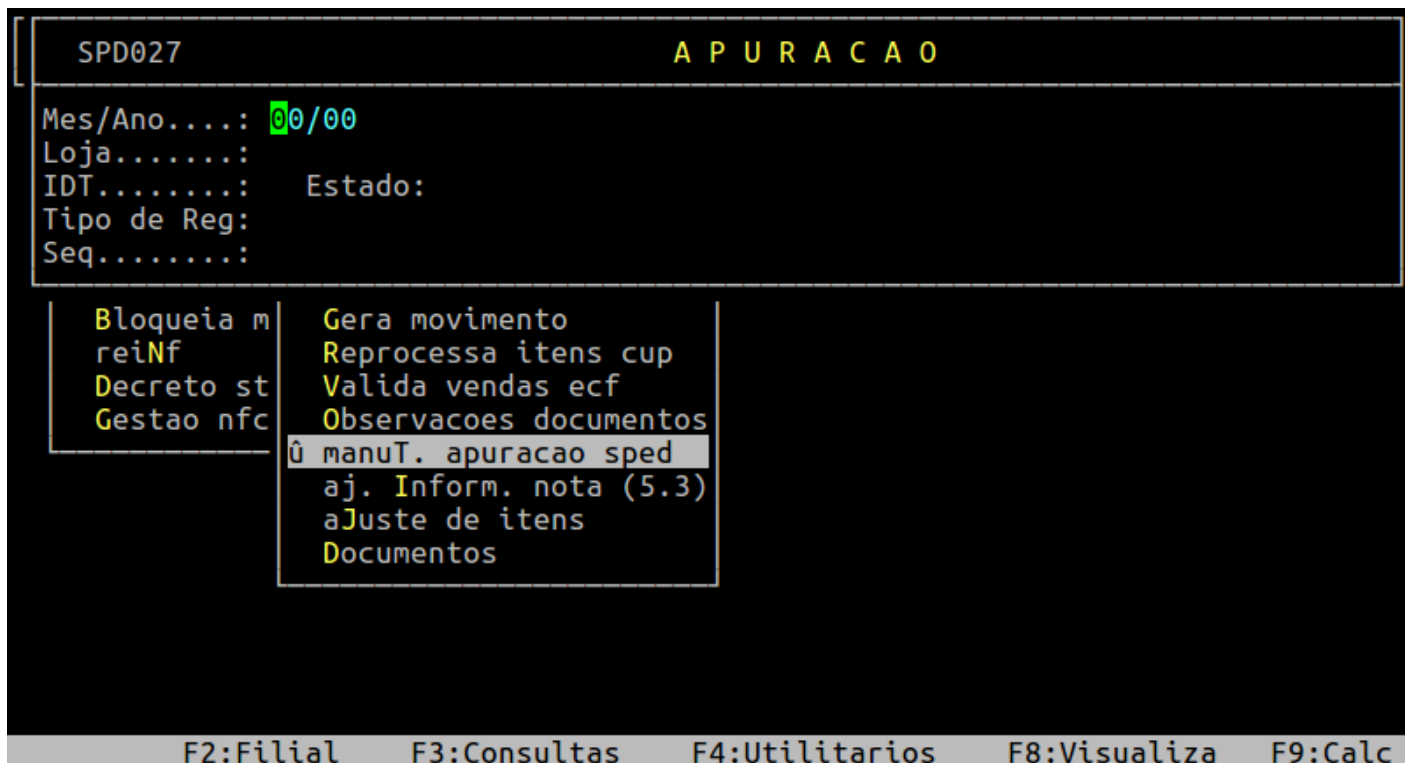 SPD027 A P U R A C A O
Mes/Ano....: 00/00
Loja.......:
IDT........: Estado:
Tipo de Reg:
Seq........:
Bloqueia m Gera movimento
reiNf Reprocessa itens cup
Decreto st Valida vendas ecf
Gestao nfc Observacoes documentos
û manuT. apuracao sped
aj. Inform. nota (5.3)
aJuste de itens
Documentos
F2:Filial F3:Consultas F4:Utilitarios F8:Visualiza F9:Calc